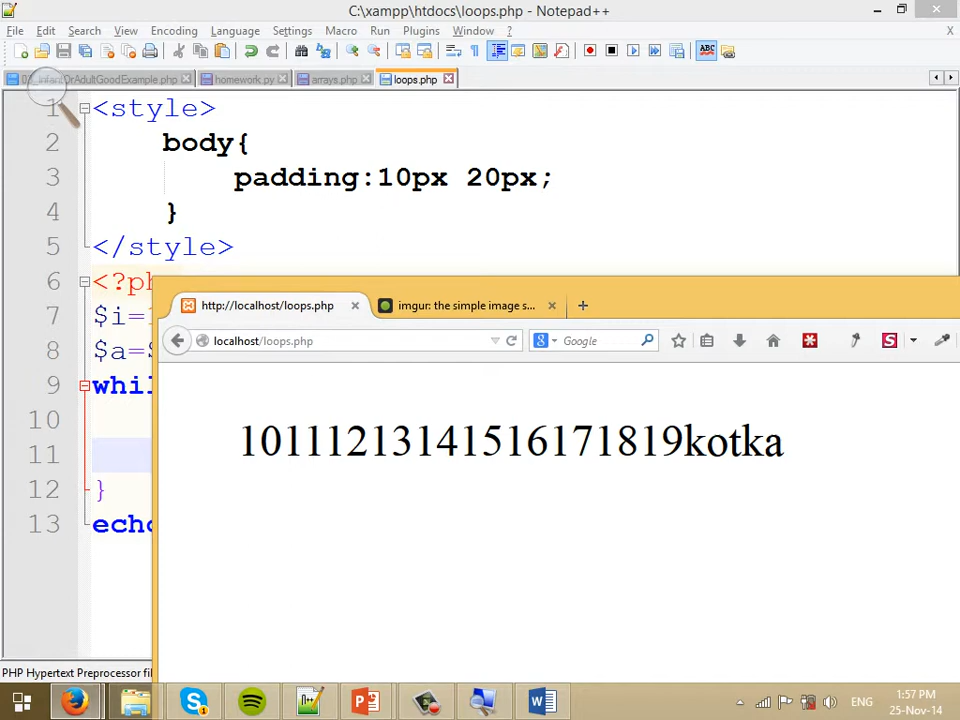 C:\xampp\htdocs\loops.php - Notepad++
File Edit Search View Encoding Language Settings Macro Run Plugins Window ? X
homework.py arrays.php loops.php
1 <style>
2 body{
3 padding:10px 20px;
4 }
5 </style>
6 <?ph
7 $i=
8 $a=
9 whil
10
11
12 }
13 echo
http://localhost/loops.php imgur: the simple image s...
localhost/loops.php Google
10111213141516171819kotka
PHP Hypertext Preprocessor fil
ENG 1:57 PM
25-Nov-14